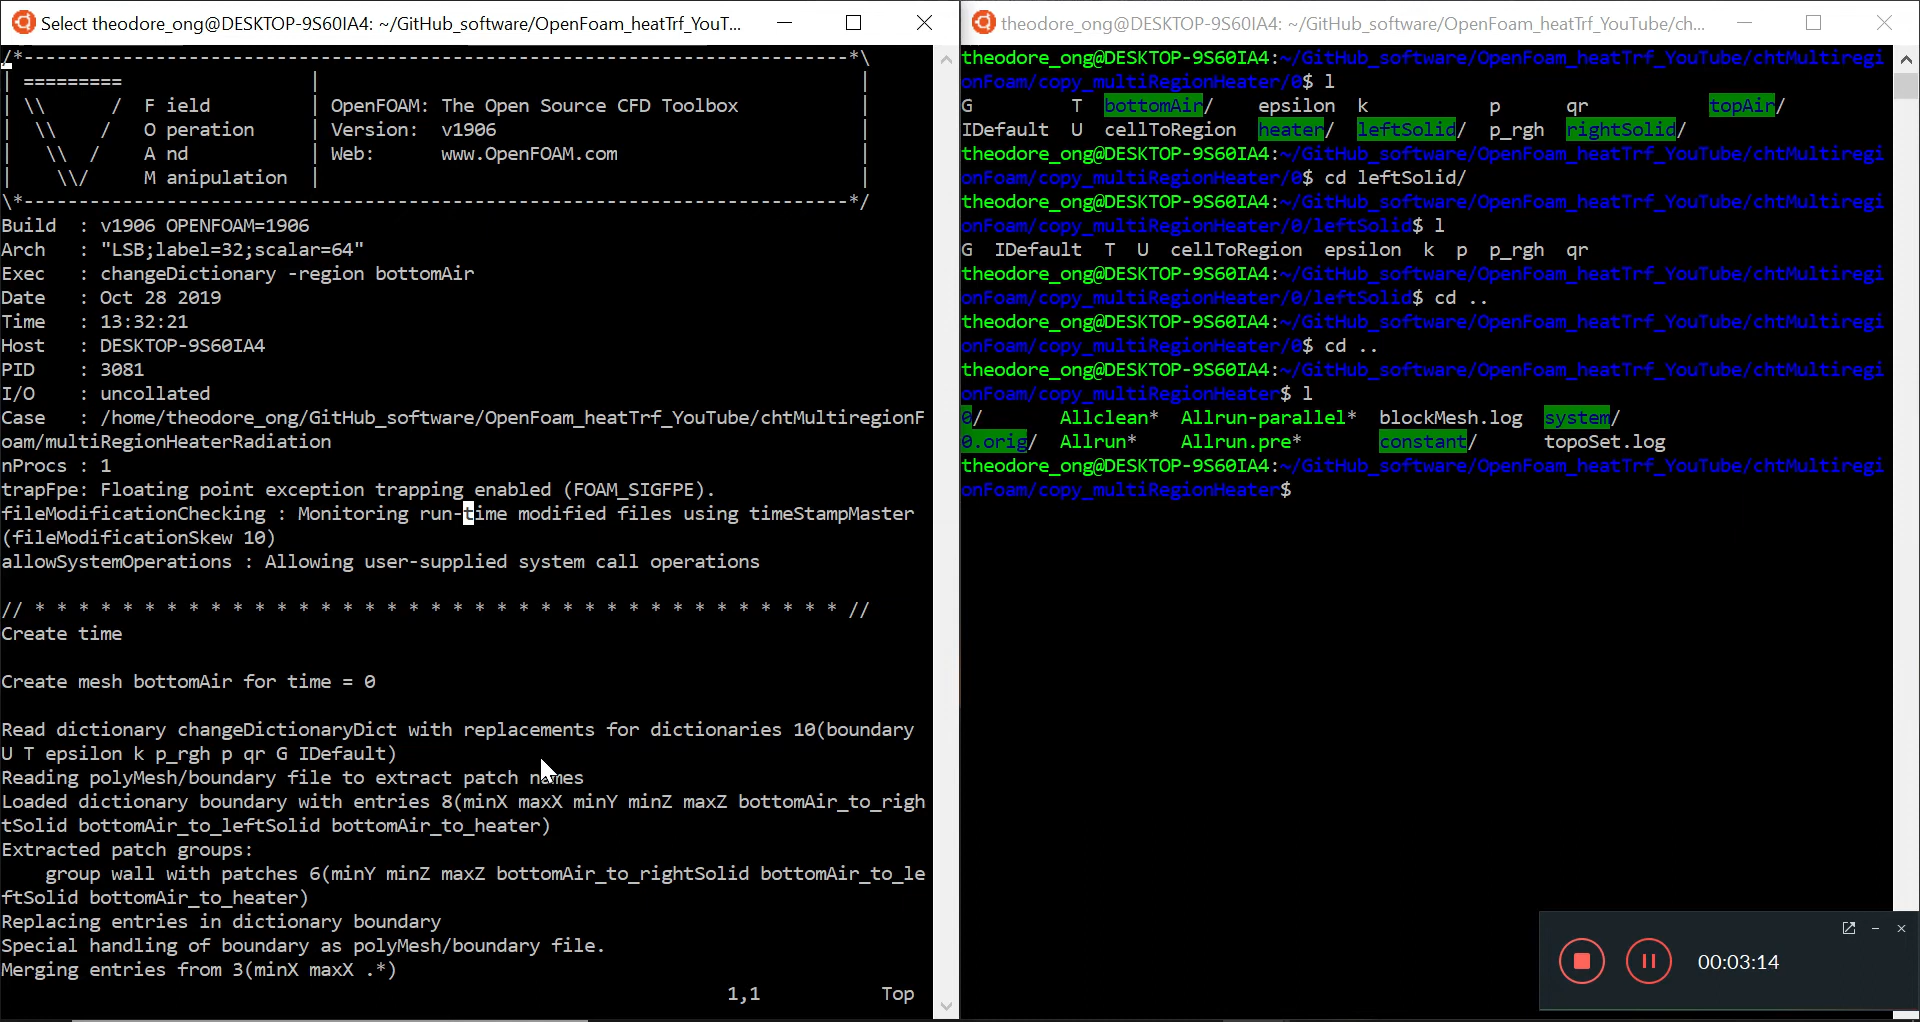 Select theodore_ong@DESKTOP-9S60IA4: ~/GitHub_software/OpenFoam_heatTrf_YouT...
/*---------------------------------------------------------------------------*\
| =========                 |                                                 |
| \\      /  F ield         | OpenFOAM: The Open Source CFD Toolbox           |
|  \\    /   O peration     | Version:  v1906                                 |
|   \\  /    A nd           | Web:      www.OpenFOAM.com                      |
|    \\/     M anipulation  |                                                 |
\*---------------------------------------------------------------------------*/
Build  : v1906 OPENFOAM=1906
Arch   : "LSB;label=32;scalar=64"
Exec   : changeDictionary -region bottomAir
Date   : Oct 28 2019
Time   : 13:32:21
Host   : DESKTOP-9S60IA4
PID    : 3081
I/O    : uncollated
Case   : /home/theodore_ong/GitHub_software/OpenFoam_heatTrf_YouTube/chtMultiregionF
oam/multiRegionHeaterRadiation
nProcs : 1
trapFpe: Floating point exception trapping enabled (FOAM_SIGFPE).
fileModificationChecking : Monitoring run-time modified files using timeStampMaster
(fileModificationSkew 10)
allowSystemOperations : Allowing user-supplied system call operations
// * * * * * * * * * * * * * * * * * * * * * * * * * * * * * * * * * * * * * //
Create time
Create mesh bottomAir for time = 0
Read dictionary changeDictionaryDict with replacements for dictionaries 10(boundary
U T epsilon k p_rgh p qr G IDefault)
Reading polyMesh/boundary file to extract patch names
Loaded dictionary boundary with entries 8(minX maxX minY minZ maxZ bottomAir_to_righ
tSolid bottomAir_to_leftSolid bottomAir_to_heater)
Extracted patch groups:
    group wall with patches 6(minY minZ maxZ bottomAir_to_rightSolid bottomAir_to_le
ftSolid bottomAir_to_heater)
Replacing entries in dictionary boundary
Special handling of boundary as polyMesh/boundary file.
Merging entries from 3(minX maxX .*)
1,1 Top
theodore_ong@DESKTOP-9S60IA4: ~/GitHub_software/OpenFoam_heatTrf_YouTube/ch...
theodore_ong@DESKTOP-9S60IA4:~/GitHub_software/OpenFoam_heatTrf_YouTube/chtMultiregi
onFoam/copy_multiRegionHeater/0$ l
G         T  bottomAir/    epsilon  k           p      qr           topAir/
IDefault  U  cellToRegion  heater/  leftSolid/  p_rgh  rightSolid/
theodore_ong@DESKTOP-9S60IA4:~/GitHub_software/OpenFoam_heatTrf_YouTube/chtMultiregi
onFoam/copy_multiRegionHeater/0$ cd leftSolid/
theodore_ong@DESKTOP-9S60IA4:~/GitHub_software/OpenFoam_heatTrf_YouTube/chtMultiregi
onFoam/copy_multiRegionHeater/0/leftSolid$ l
G  IDefault  T  U  cellToRegion  epsilon  k  p  p_rgh  qr
theodore_ong@DESKTOP-9S60IA4:~/GitHub_software/OpenFoam_heatTrf_YouTube/chtMultiregi
onFoam/copy_multiRegionHeater/0/leftSolid$ cd ..
theodore_ong@DESKTOP-9S60IA4:~/GitHub_software/OpenFoam_heatTrf_YouTube/chtMultiregi
onFoam/copy_multiRegionHeater/0$ cd ..
theodore_ong@DESKTOP-9S60IA4:~/GitHub_software/OpenFoam_heatTrf_YouTube/chtMultiregi
onFoam/copy_multiRegionHeater$ l
0/       Allclean*  Allrun-parallel*  blockMesh.log  system/
0.orig/  Allrun*    Allrun.pre*       constant/      topoSet.log
theodore_ong@DESKTOP-9S60IA4:~/GitHub_software/OpenFoam_heatTrf_YouTube/chtMultiregi
onFoam/copy_multiRegionHeater$
00:03:14